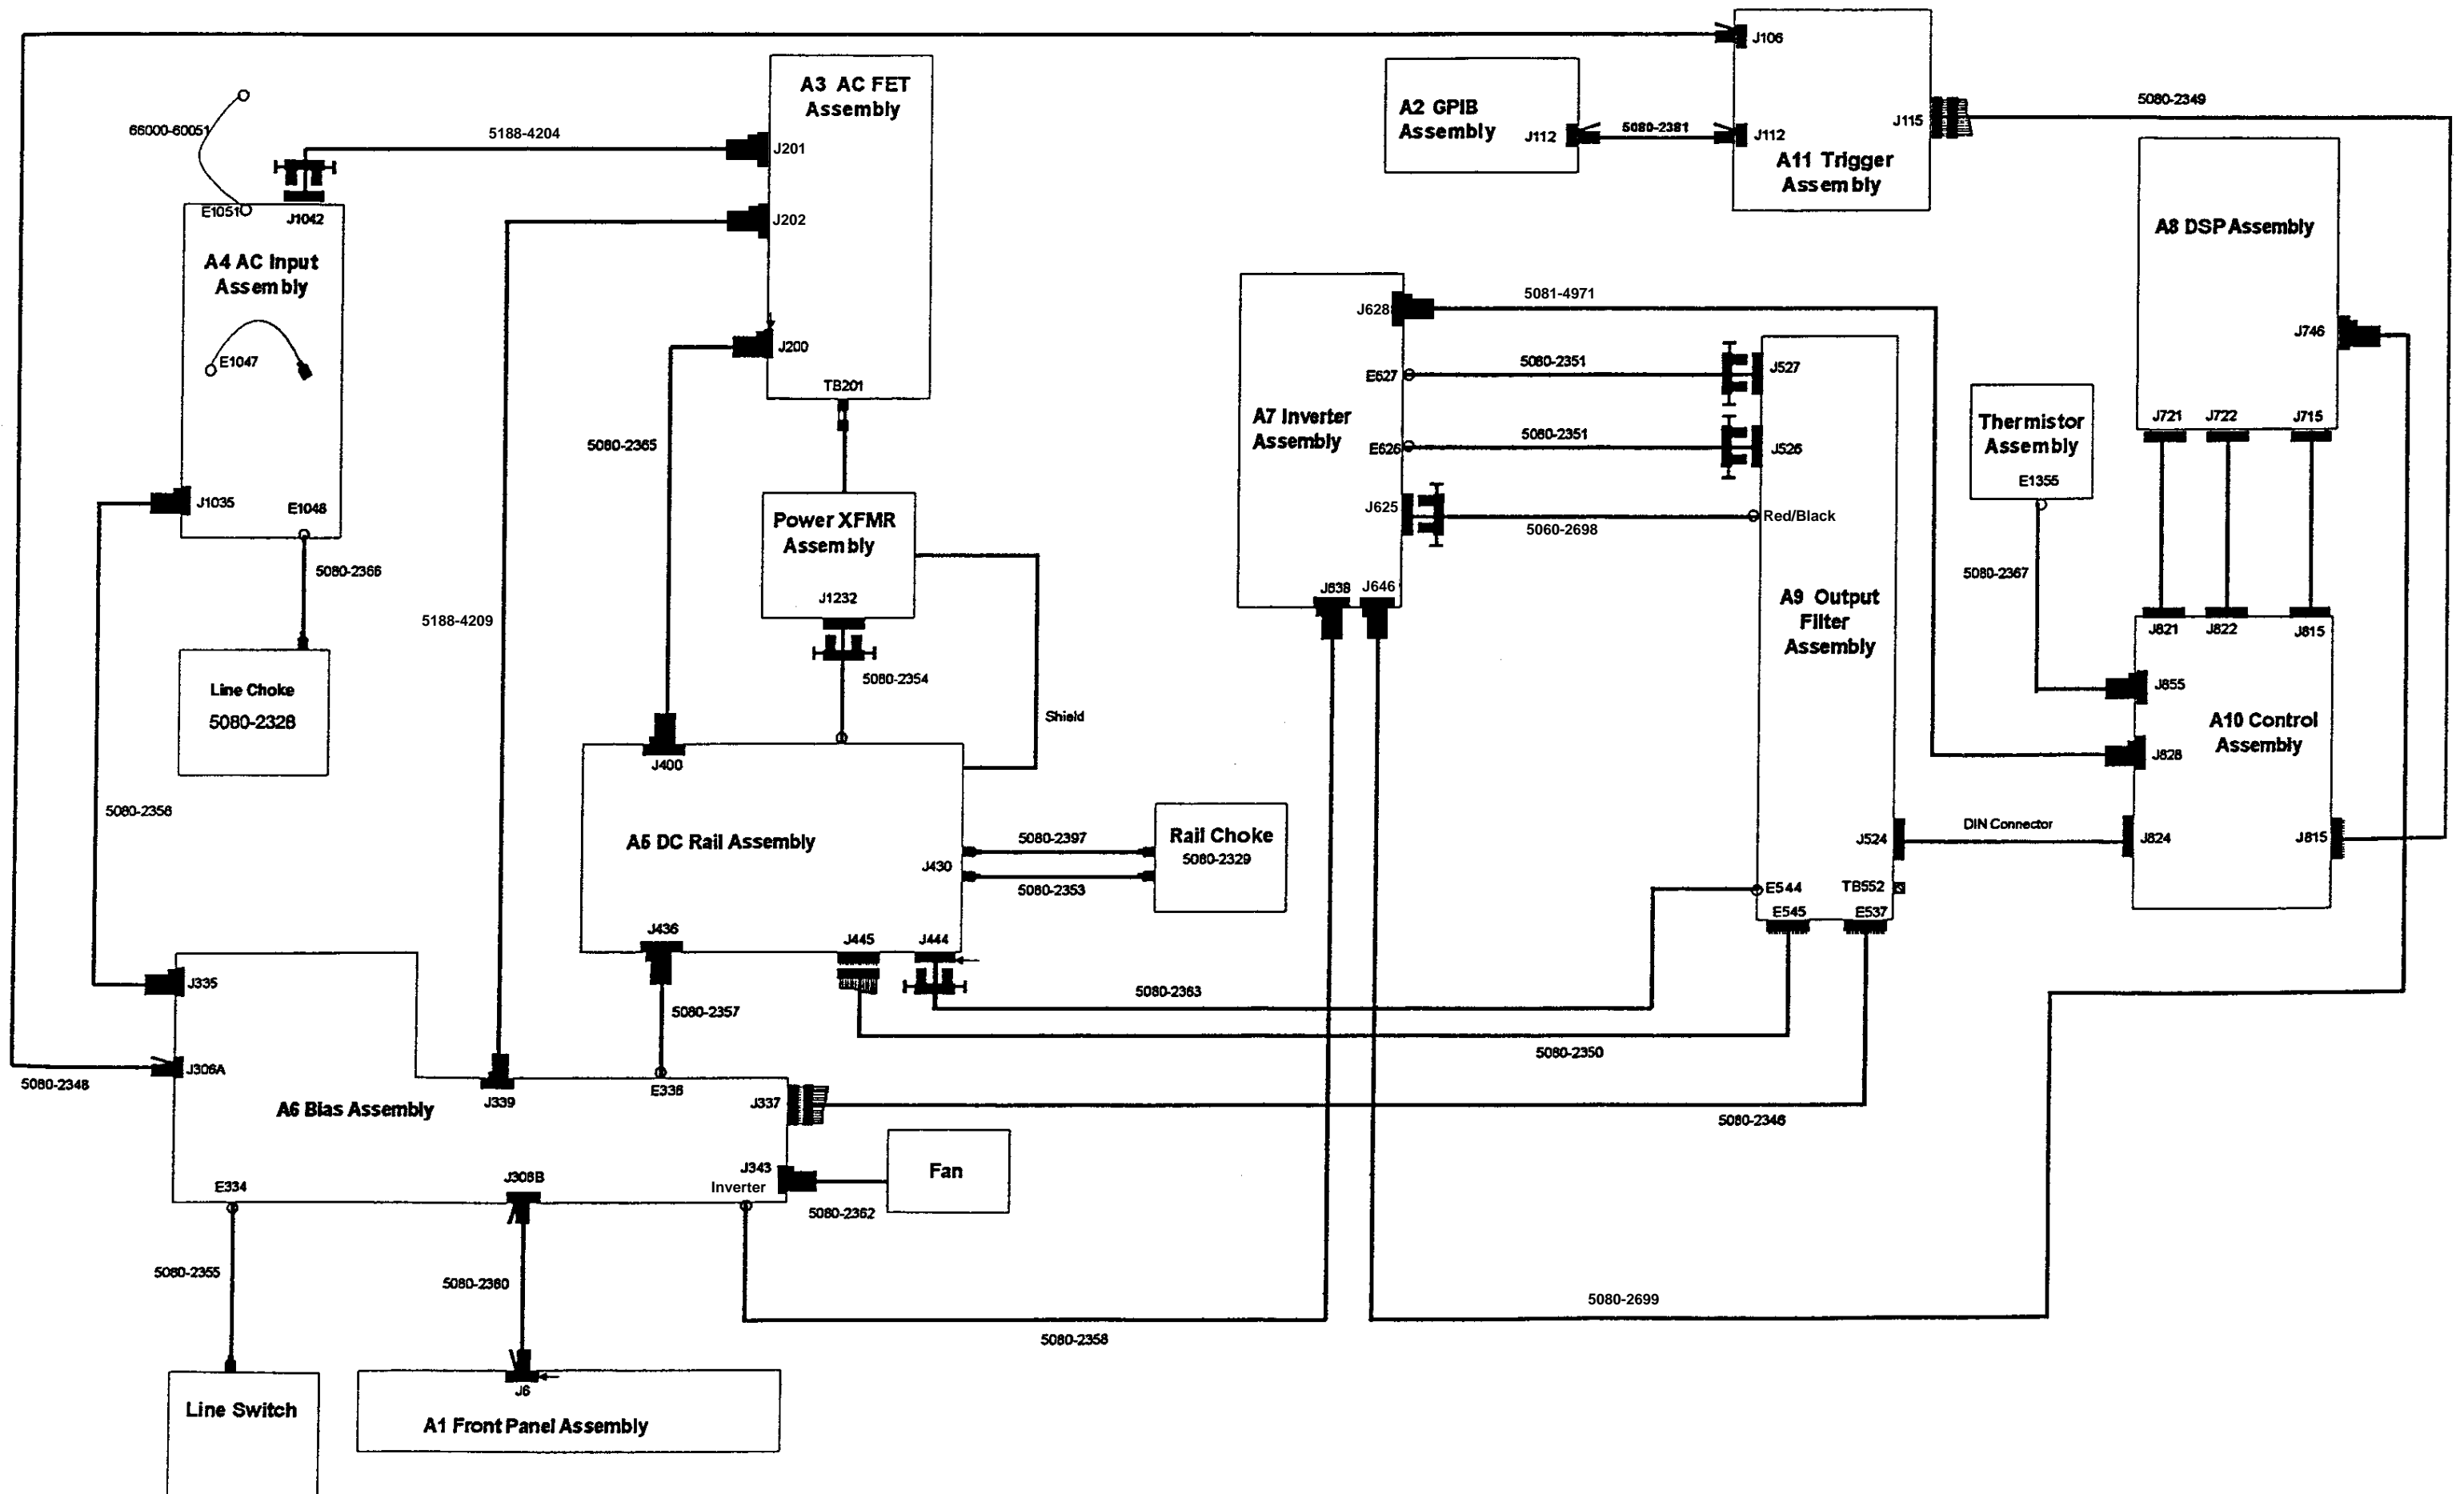 J106
A3 AC FET
Assembly
A2 GPIB
Assembly
J112
5080-2381
J112
J115
5080-2349
A11 Trigger
Assembly
66000-60051
5188-4204
J201
E1051
J1042
J202
A8 DSP Assembly
A4 AC Input
Assembly
J628
5081-4971
J746
E1047
J200
TB201
E627
5080-2351
J527
A7 Inverter
Assembly
E626
5080-2351
J526
Thermistor
Assembly
E1355
J721
J722
J715
5080-2365
J1035
E1048
Power XFMR
Assembly
J1232
J625
5060-2698
Red/Black
5080-2366
5080-2367
J638
J646
A9 Output
Filter
Assembly
J821
J822
J815
5188-4209
Line Choke
5080-2328
5080-2354
Shield
J855
A10 Control
Assembly
J400
J828
5080-2356
A5 DC Rail Assembly
5080-2397
Rail Choke
5080-2329
J430
5080-2353
J524
DIN Connector
J824
J815
E544
TB552
E545
E537
J436
J445
J444
J335
5080-2357
5080-2363
5080-2350
J306A
5080-2348
A6 Bias Assembly
J339
E336
J337
5080-2346
E334
J306B
J343
Inverter
Fan
5080-2362
5080-2355
5080-2360
5080-2358
5080-2699
J6
Line Switch
A1 Front Panel Assembly